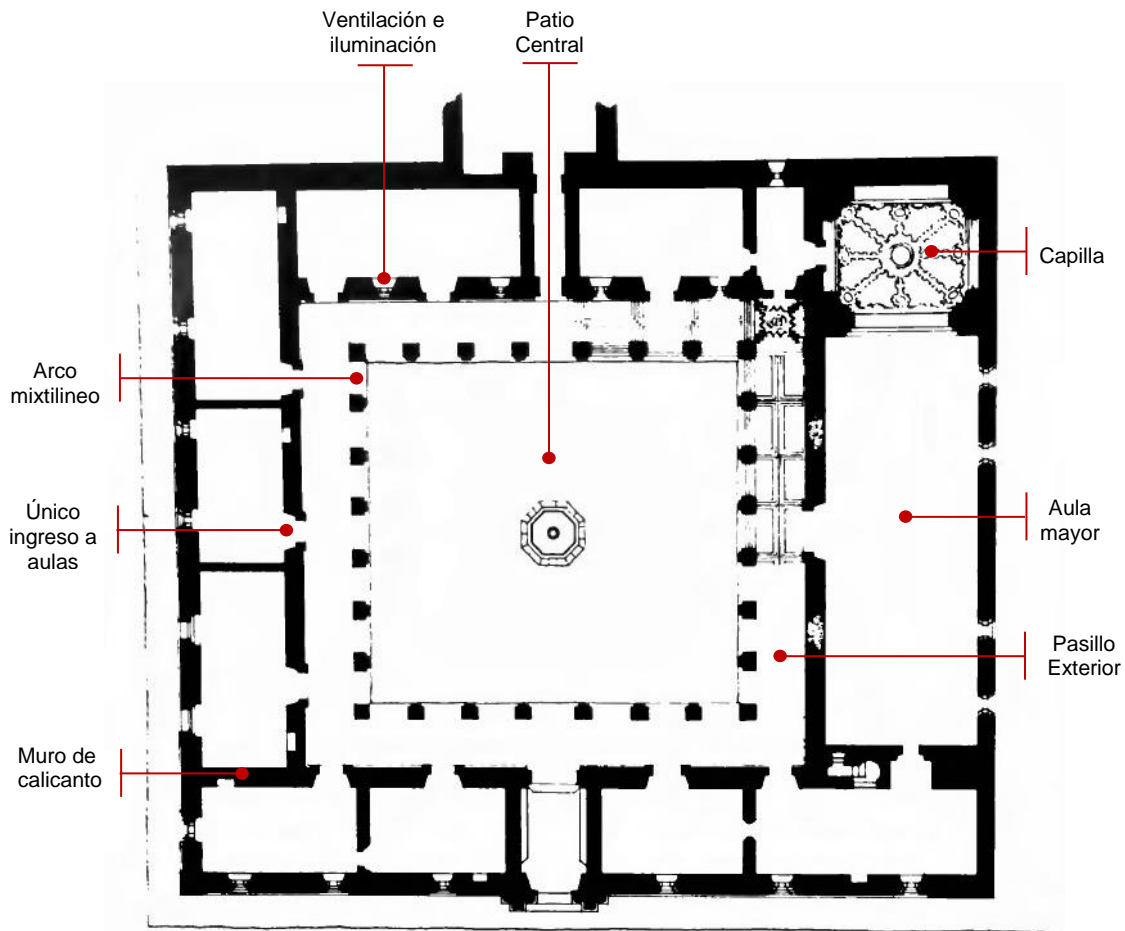 Ventilación e
iluminación
Patio
Central
Capilla
Arco
mixtilineo
Único
ingreso a
aulas
Aula
mayor
Pasillo
Exterior
Muro de
calicanto